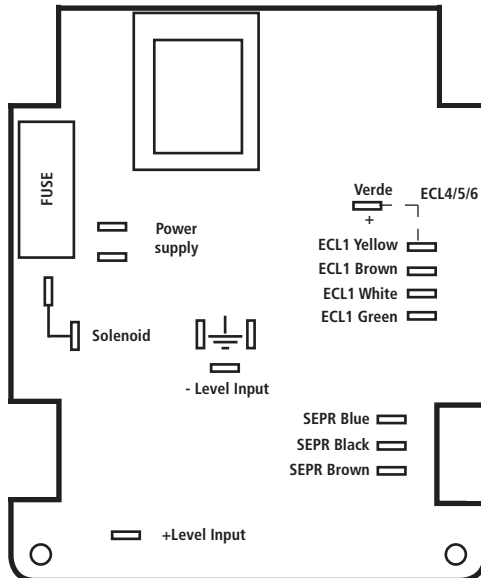 FUSE
Verde
ECL4/5/6
+
Power
supply
ECL1 Yellow
ECL1 Brown
ECL1 White
ECL1 Green
Solenoid
- Level Input
SEPR Blue
SEPR Black
SEPR Brown
+Level Input